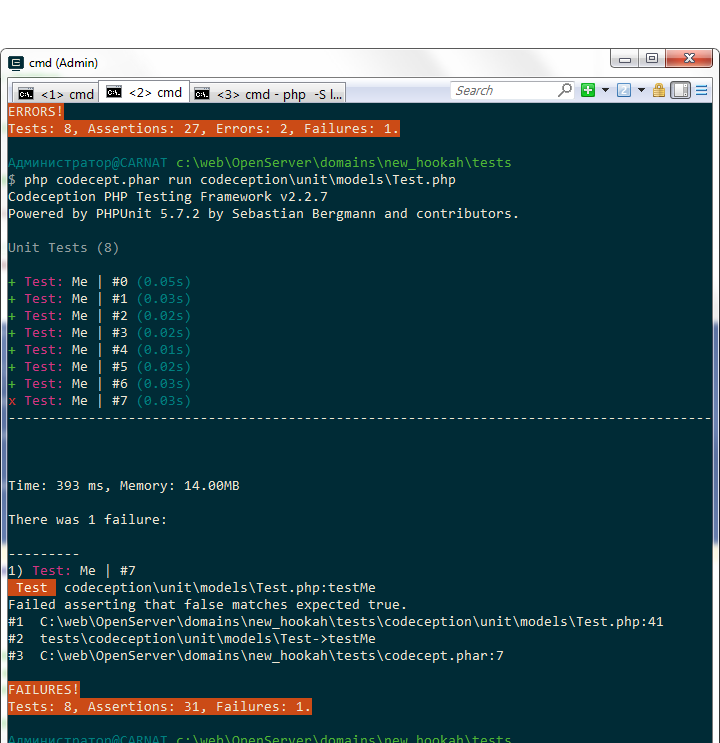 cmd (Admin)
<1> cmd <2> cmd <3> cmd - php -S l... Search
ERRORS!
Tests: 8, Assertions: 27, Errors: 2, Failures: 1.
Администратор@CARNAT c:\web\OpenServer\domains\new_hookah\tests
$ php codecept.phar run codeception\unit\models\Test.php
Codeception PHP Testing Framework v2.2.7
Powered by PHPUnit 5.7.2 by Sebastian Bergmann and contributors.
Unit Tests (8)
+ Test: Me | #0 (0.05s)
+ Test: Me | #1 (0.03s)
+ Test: Me | #2 (0.02s)
+ Test: Me | #3 (0.02s)
+ Test: Me | #4 (0.01s)
+ Test: Me | #5 (0.02s)
+ Test: Me | #6 (0.03s)
x Test: Me | #7 (0.03s)
----------------------------------------------------------------------------------------
Time: 393 ms, Memory: 14.00MB
There was 1 failure:
---------
1) Test: Me | #7
Test codeception\unit\models\Test.php:testMe
Failed asserting that false matches expected true.
#1 C:\web\OpenServer\domains\new_hookah\tests\codeception\unit\models\Test.php:41
#2 tests\codeception\unit\models\Test->testMe
#3 C:\web\OpenServer\domains\new_hookah\tests\codecept.phar:7
FAILURES!
Tests: 8, Assertions: 31, Failures: 1.
Администратор@CARNAT c:\web\OpenServer\domains\new_hookah\tests